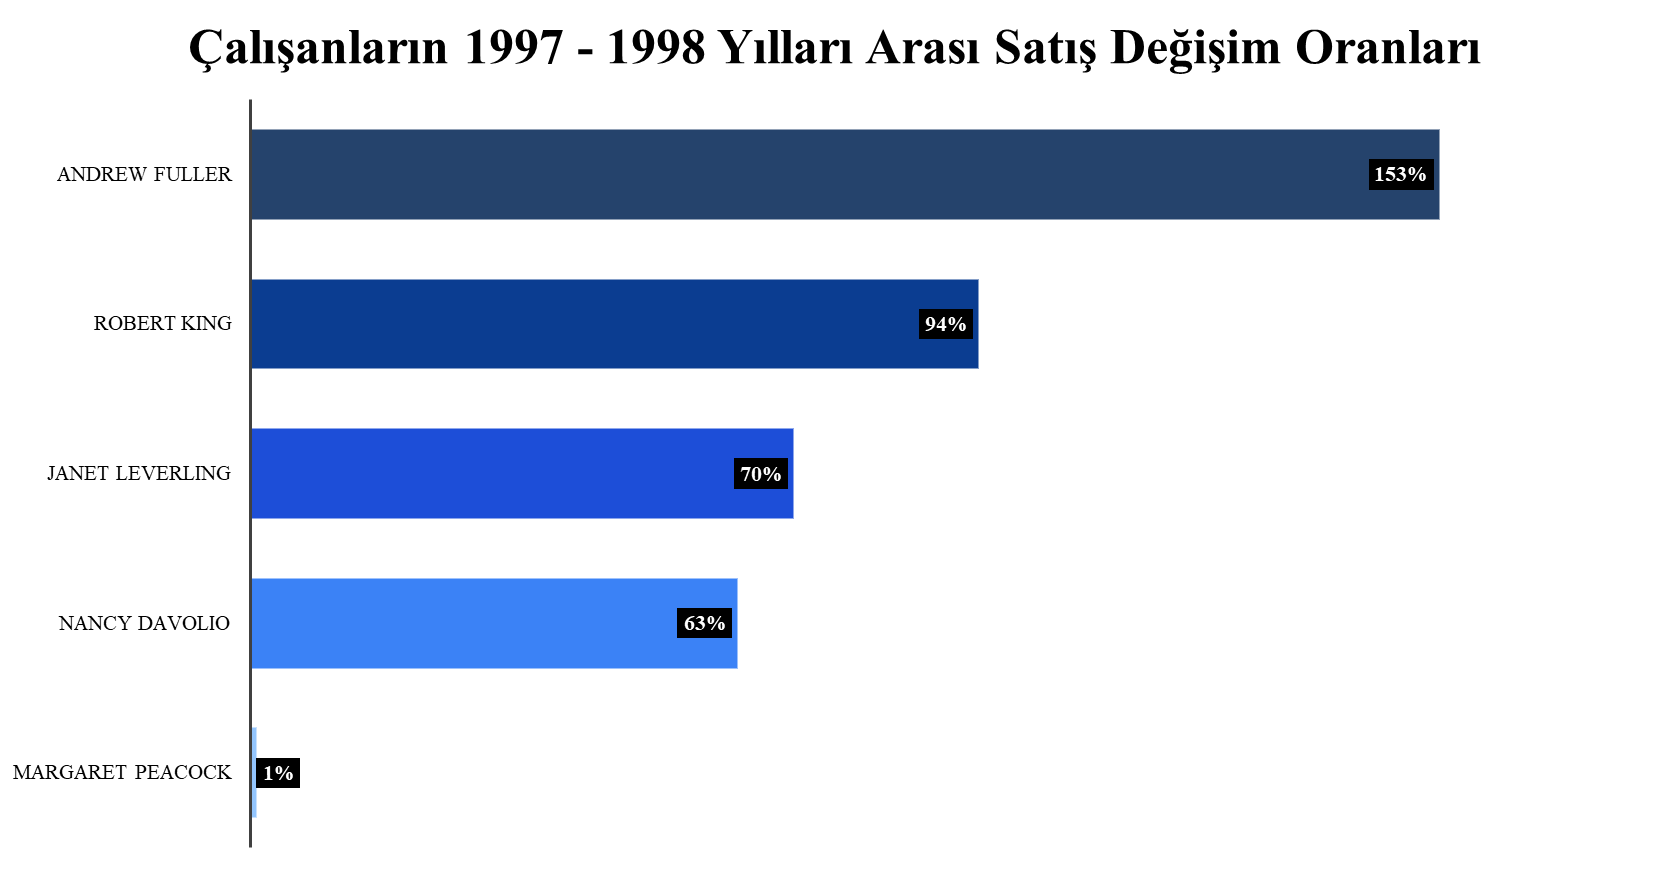 Çalışanların 1997 - 1998 Yılları Arası Satış Değişim Oranları
ANDREW FULLER 153%
ROBERT KING 94%
JANET LEVERLING 70%
NANCY DAVOLIO 63%
MARGARET PEACOCK 1%